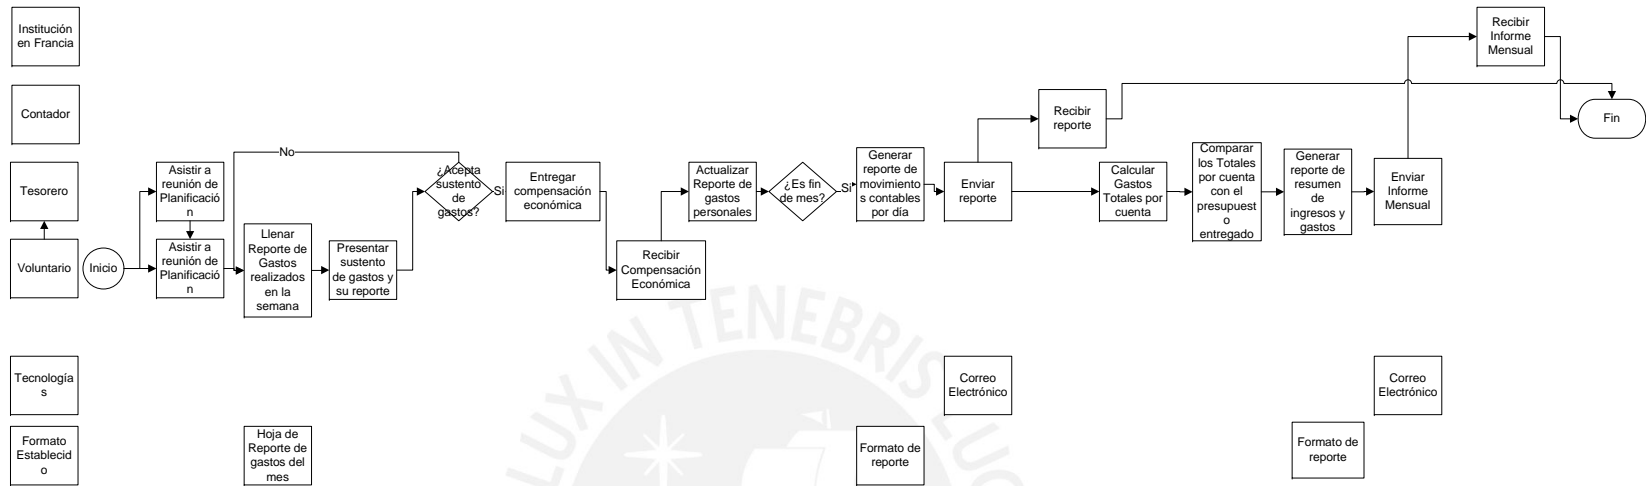 Institución
en Francia
Recibir
Informe
Mensual
Contador
Recibir
reporte
Fin
Tesorero
Asistir a
reunión de
Planificació
n
No
¿Acepta
sustento
de
gastos?
Si
Entregar
compensación
económica
Actualizar
Reporte de
gastos
personales
¿Es fin
de mes?
Sí
Generar
reporte de
movimiento
s contables
por día
Enviar
reporte
Calcular
Gastos
Totales por
cuenta
Comparar
los Totales
por cuenta
con el
presupuest
o
entregado
Generar
reporte de
resumen
de
ingresos y
gastos
Enviar
Informe
Mensual
Voluntario
Inicio
Asistir a
reunión de
Planificació
n
Llenar
Reporte de
Gastos
realizados
en la
semana
Presentar
sustento
de gastos y
su reporte
Recibir
Compensación
Económica
LUX IN TENEBRIS LUC
Tecnología
s
Correo
Electrónico
Correo
Electrónico
Formato
Establecid
o
Hoja de
Reporte de
gastos del
mes
Formato de
reporte
Formato de
reporte